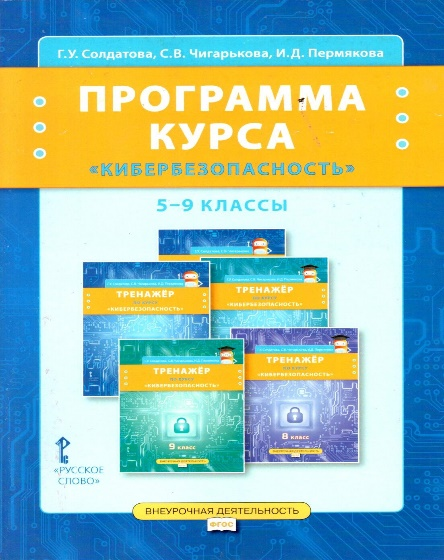 Г.У. Солдатова, С.В. Чигарькова, И.Д. Пермякова
ПРОГРАММА
КУРСА
«КИБЕРБЕЗОПАСНОСТЬ»
5–9 КЛАССЫ
ТРЕНАЖЁР
ПО КУРСУ
«КИБЕРБЕЗОПАСНОСТЬ»
ТРЕНАЖЁР
ПО КУРСУ
«КИБЕРБЕЗОПАСНОСТЬ»
ТРЕНАЖЁР
ПО КУРСУ
«КИБЕРБЕЗОПАСНОСТЬ»
9 класс
ТРЕНАЖЁР
ПО КУРСУ
«КИБЕРБЕЗОПАСНОСТЬ»
8 класс
«РУССКОЕ
СЛОВО»
ВНЕУРОЧНАЯ ДЕЯТЕЛЬНОСТЬ
ФГОС